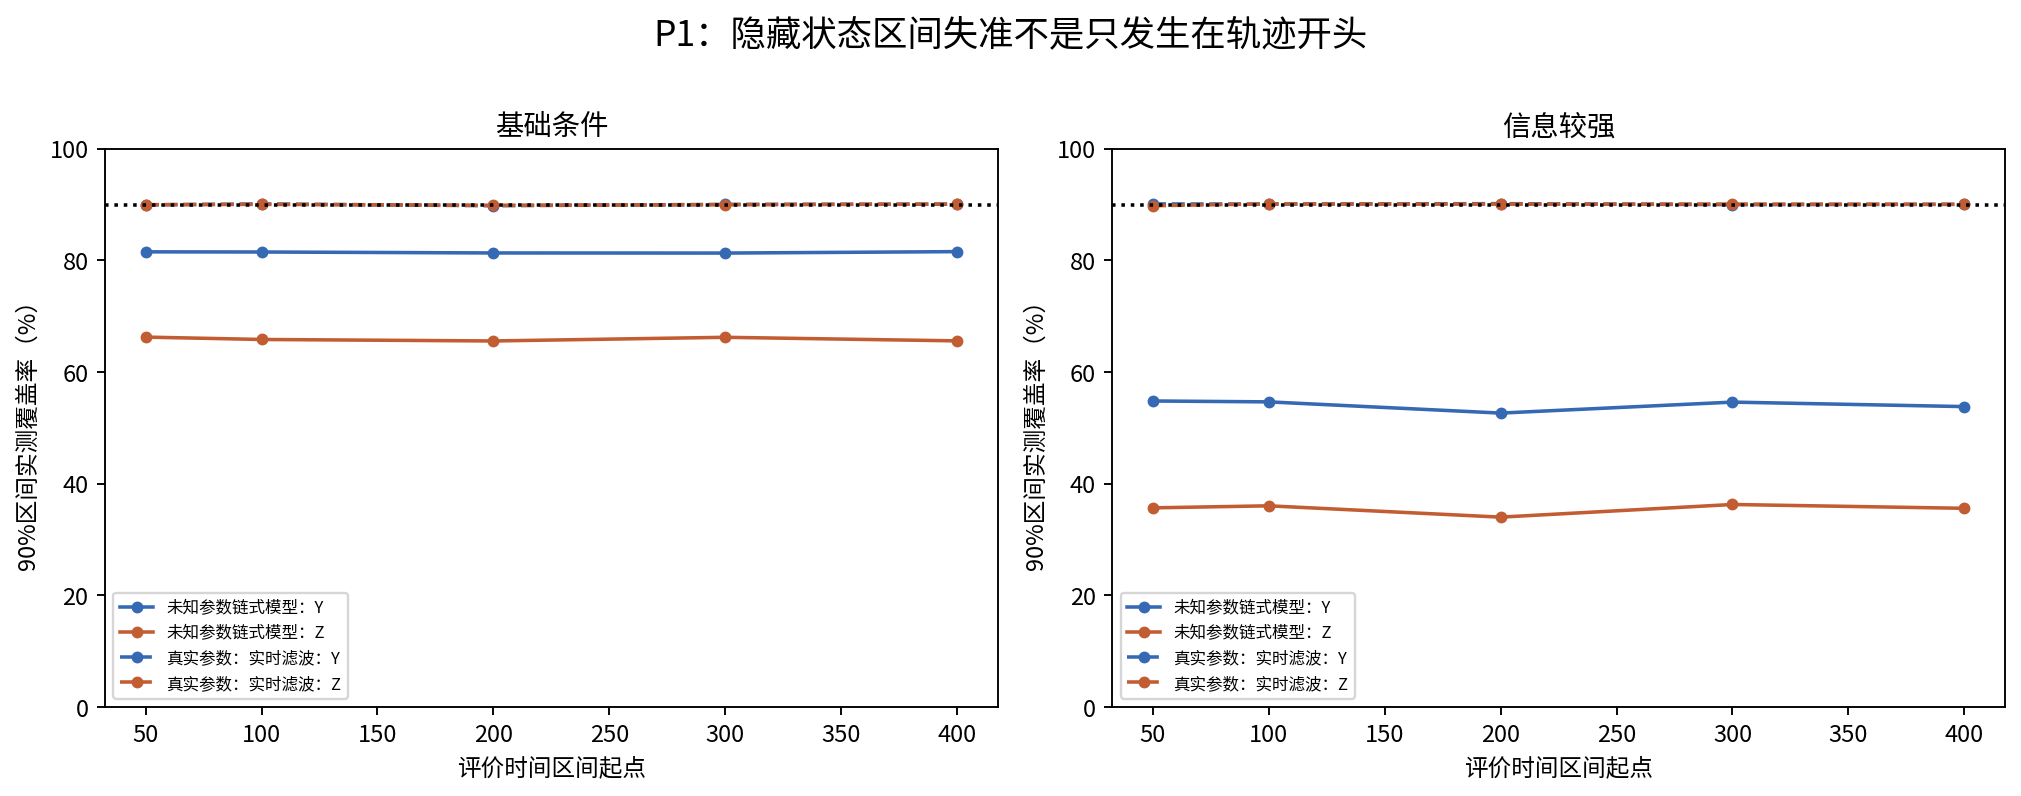 P1：隐藏状态区间失准不是只发生在轨迹开头
基础条件
100
80
60
40
20
0
90%区间实测覆盖率（%）
未知参数链式模型：Y
未知参数链式模型：Z
真实参数：实时滤波：Y
真实参数：实时滤波：Z
50 100 150 200 250 300 350 400
评价时间区间起点
信息较强
100
80
60
40
20
0
90%区间实测覆盖率（%）
未知参数链式模型：Y
未知参数链式模型：Z
真实参数：实时滤波：Y
真实参数：实时滤波：Z
50 100 150 200 250 300 350 400
评价时间区间起点